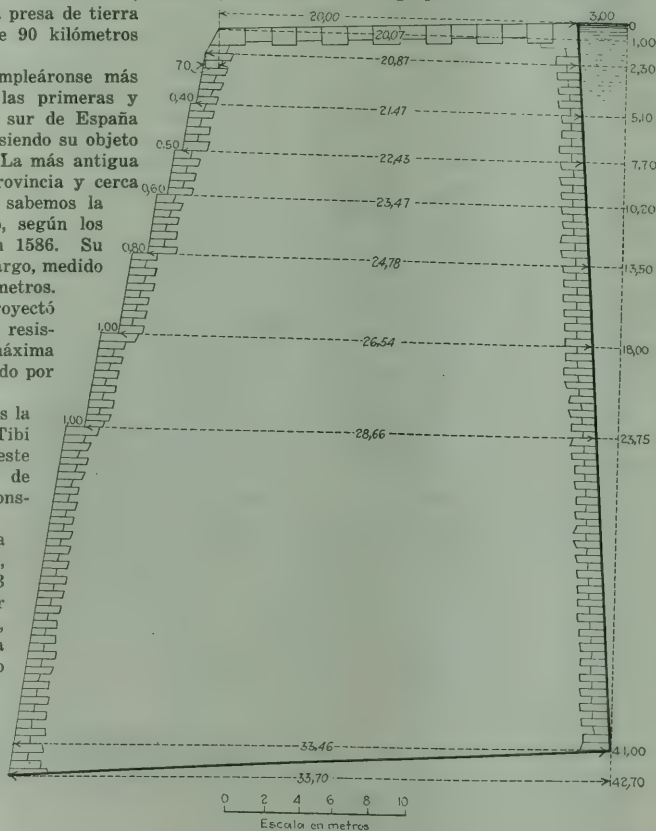 presa de tierra
e 90 kilómetros
mpleáronse más
las primeras y
sur de España
siendo su objeto
La más antigua
rovincia y cerca
sabemos la
o, según los
n 1586. Su
argo, medido
metros.
royectó
resis-
náxima
do por
s la
Tibi
este
de
ons-
a
,
3
r
,
a
o
20,00
3,00
0
20,07
1,00
20,87
2,50
70
0,40
21,47
5,10
0,50
22,43
7,70
0,60
23,47
10,20
0,80
24,78
13,50
1,00
26,54
18,00
1,00
28,66
23,75
33,46
41,00
33,70
42,70
0 2 4 6 8 10
Escala en metros